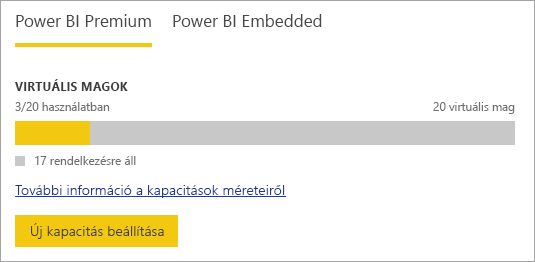 Power BI Premium Power BI Embedded
VIRTUÁLIS MAGOK
3/20 használatban 20 virtuális mag
17 rendelkezésre áll
További információ a kapacitások méreteiről
Új kapacitás beállítása